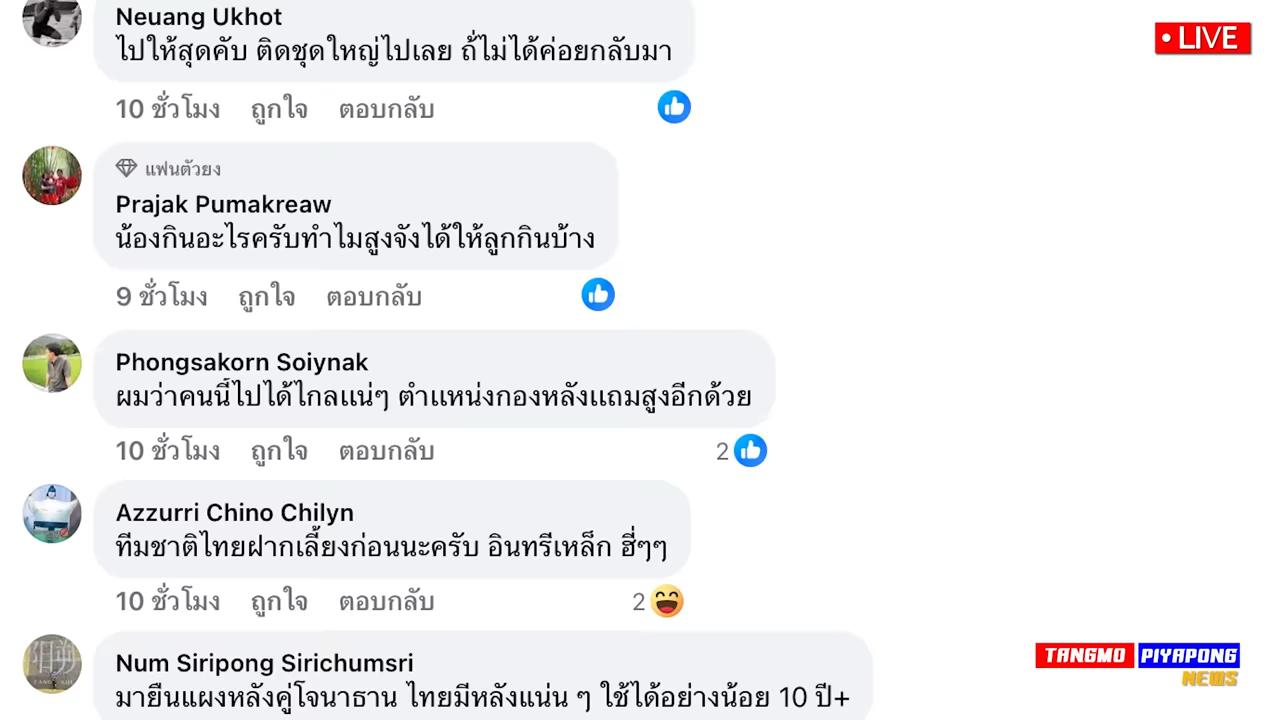 Neuang Ukhot
ไปให้สุดคับ ติดชุดใหญ่ไปเลย ถ้่ไม่ได้ค่อยกลับมา
10 ชั่วโมง ถูกใจ ตอบกลับ
• LIVE
แฟนตัวยง
Prajak Pumakreaw
น้องกินอะไรครับทำไมสูงจังได้ให้ลูกกินบ้าง
9 ชั่วโมง ถูกใจ ตอบกลับ
Phongsakorn Soiynak
ผมว่าคนนี้ไปได้ไกลแน่ๆ ตำแหน่งกองหลังแถมสูงอีกด้วย
10 ชั่วโมง ถูกใจ ตอบกลับ 2
Azzurri Chino Chilyn
ทีมชาติไทยฝากเลี้ยงก่อนนะครับ อินทรีเหล็ก ฮี่ๆๆ
10 ชั่วโมง ถูกใจ ตอบกลับ 2
Num Siripong Sirichumsri
มายืนแผงหลังคู่โจนาธาน ไทยมีหลังแน่น ๆ ใช้ได้อย่างน้อย 10 ปี+
TANGMO PIYAPONG
NEWS